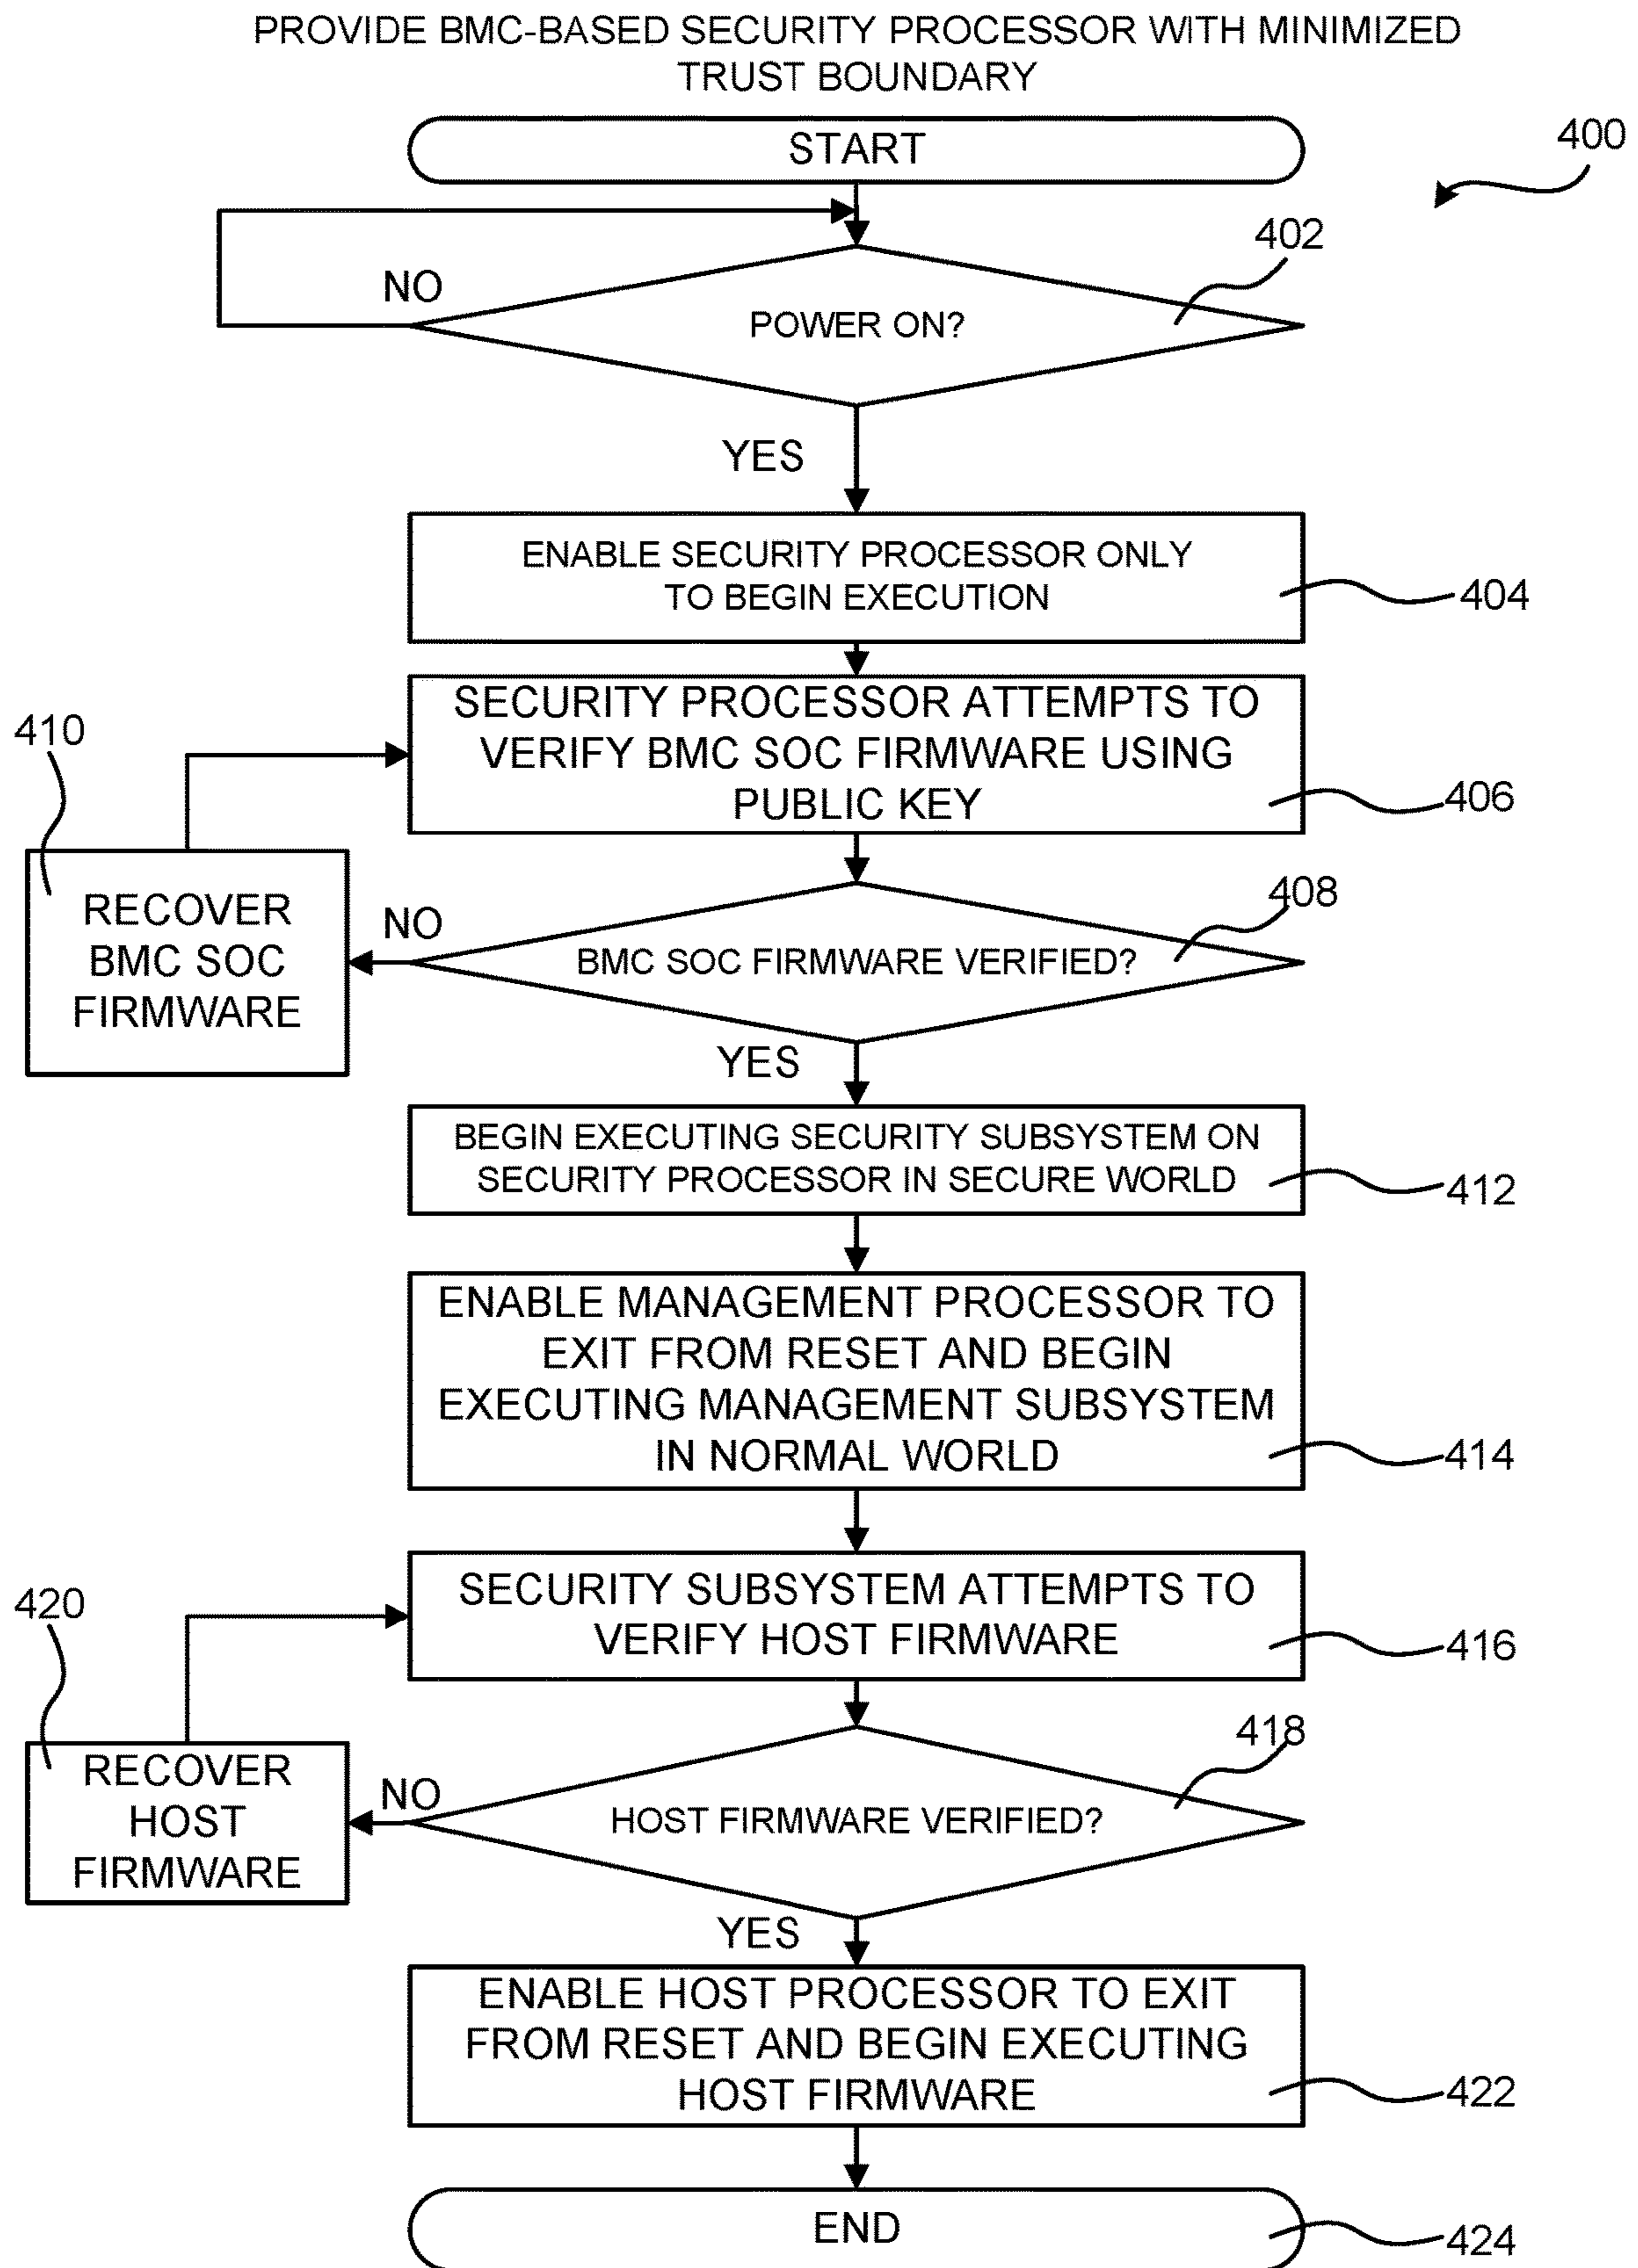 PROVIDE BMC-BASED SECURITY PROCESSOR WITH MINIMIZED
TRUST BOUNDARY
START
400
402
NO
POWER ON?
YES
ENABLE SECURITY PROCESSOR ONLY
TO BEGIN EXECUTION
404
SECURITY PROCESSOR ATTEMPTS TO
VERIFY BMC SOC FIRMWARE USING
PUBLIC KEY
406
410
RECOVER
BMC SOC
FIRMWARE
NO
408
BMC SOC FIRMWARE VERIFIED?
YES
BEGIN EXECUTING SECURITY SUBSYSTEM ON
SECURITY PROCESSOR IN SECURE WORLD
412
ENABLE MANAGEMENT PROCESSOR TO
EXIT FROM RESET AND BEGIN
EXECUTING MANAGEMENT SUBSYSTEM
IN NORMAL WORLD
414
SECURITY SUBSYSTEM ATTEMPTS TO
VERIFY HOST FIRMWARE
416
420
RECOVER
HOST
FIRMWARE
NO
418
HOST FIRMWARE VERIFIED?
YES
ENABLE HOST PROCESSOR TO EXIT
FROM RESET AND BEGIN EXECUTING
HOST FIRMWARE
422
END
424